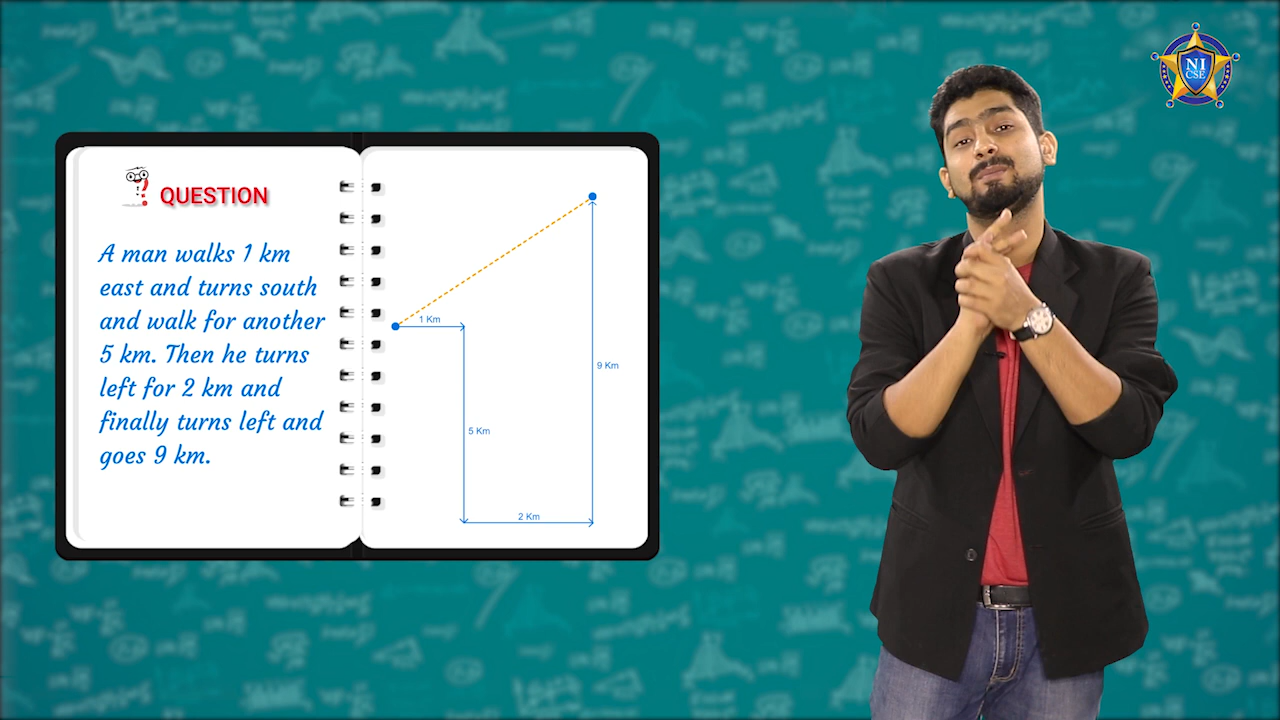 QUESTION
A man walks 1 km
east and turns south
and walk for another
5 km. Then he turns
left for 2 km and
finally turns left and
goes 9 km.
1 Km
5 Km
2 Km
9 Km
NI
CSE